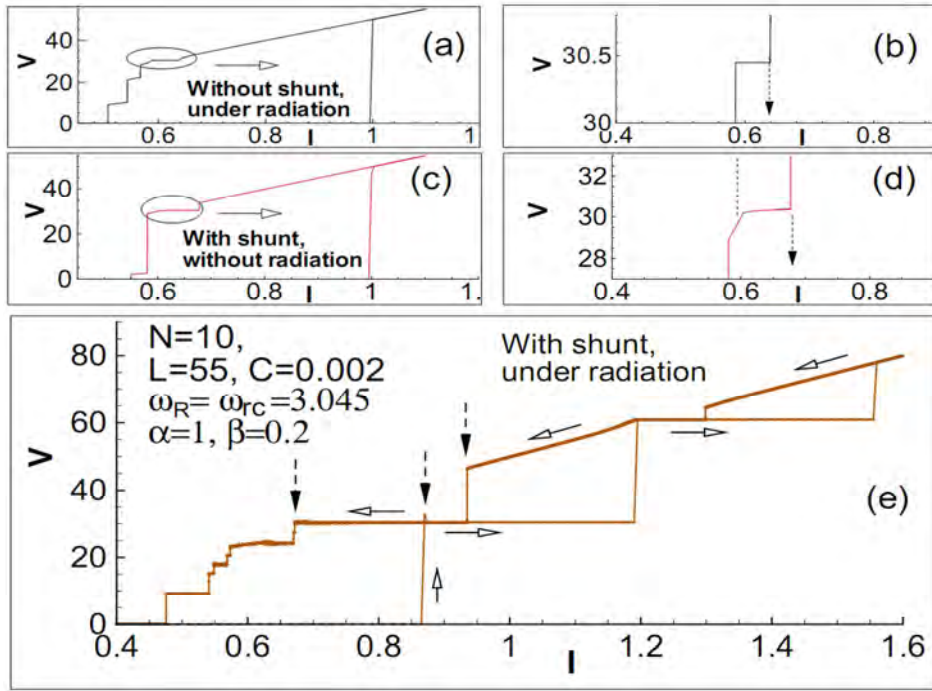 V
40
20
0
0.6
0.8
I
1
1
(a)
Without shunt,
under radiation
V
30.5
30
0.4
0.6
I
0.8
(b)
V
40
20
0
0.6
0.8
I
1
1.
(c)
With shunt,
without radiation
V
32
30
28
0.4
0.6
I
0.8
(d)
V
80
60
40
20
0
0.4
0.6
0.8
1
I
1.2
1.4
1.6
N=10,
L=55, C=0.002
ω_R= ω_rc=3.045
α=1, β=0.2
With shunt,
under radiation
(e)